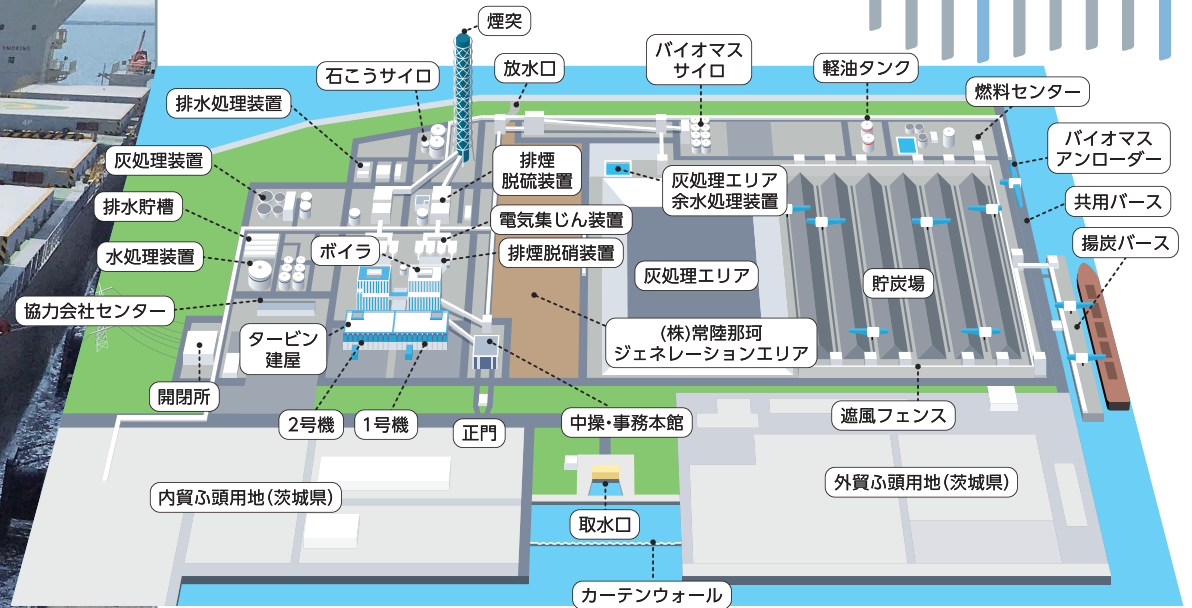 煙突
石こうサイロ
放水口
バイオマス
サイロ
軽油タンク
燃料センター
排水処理装置
灰処理装置
排煙
脱硫装置
灰処理エリア
余水処理装置
バイオマス
アンローダー
共用バース
排水貯槽
電気集じん装置
水処理装置
ボイラ
排煙脱硝装置
揚炭バース
灰処理エリア
貯炭場
協力会社センター
タービン
建屋
(株)常陸那珂
ジェネレーションエリア
開閉所
2号機
1号機
正門
中操・事務本館
遮風フェンス
内貿ふ頭用地(茨城県)
外貿ふ頭用地(茨城県)
取水口
カーテンウォール